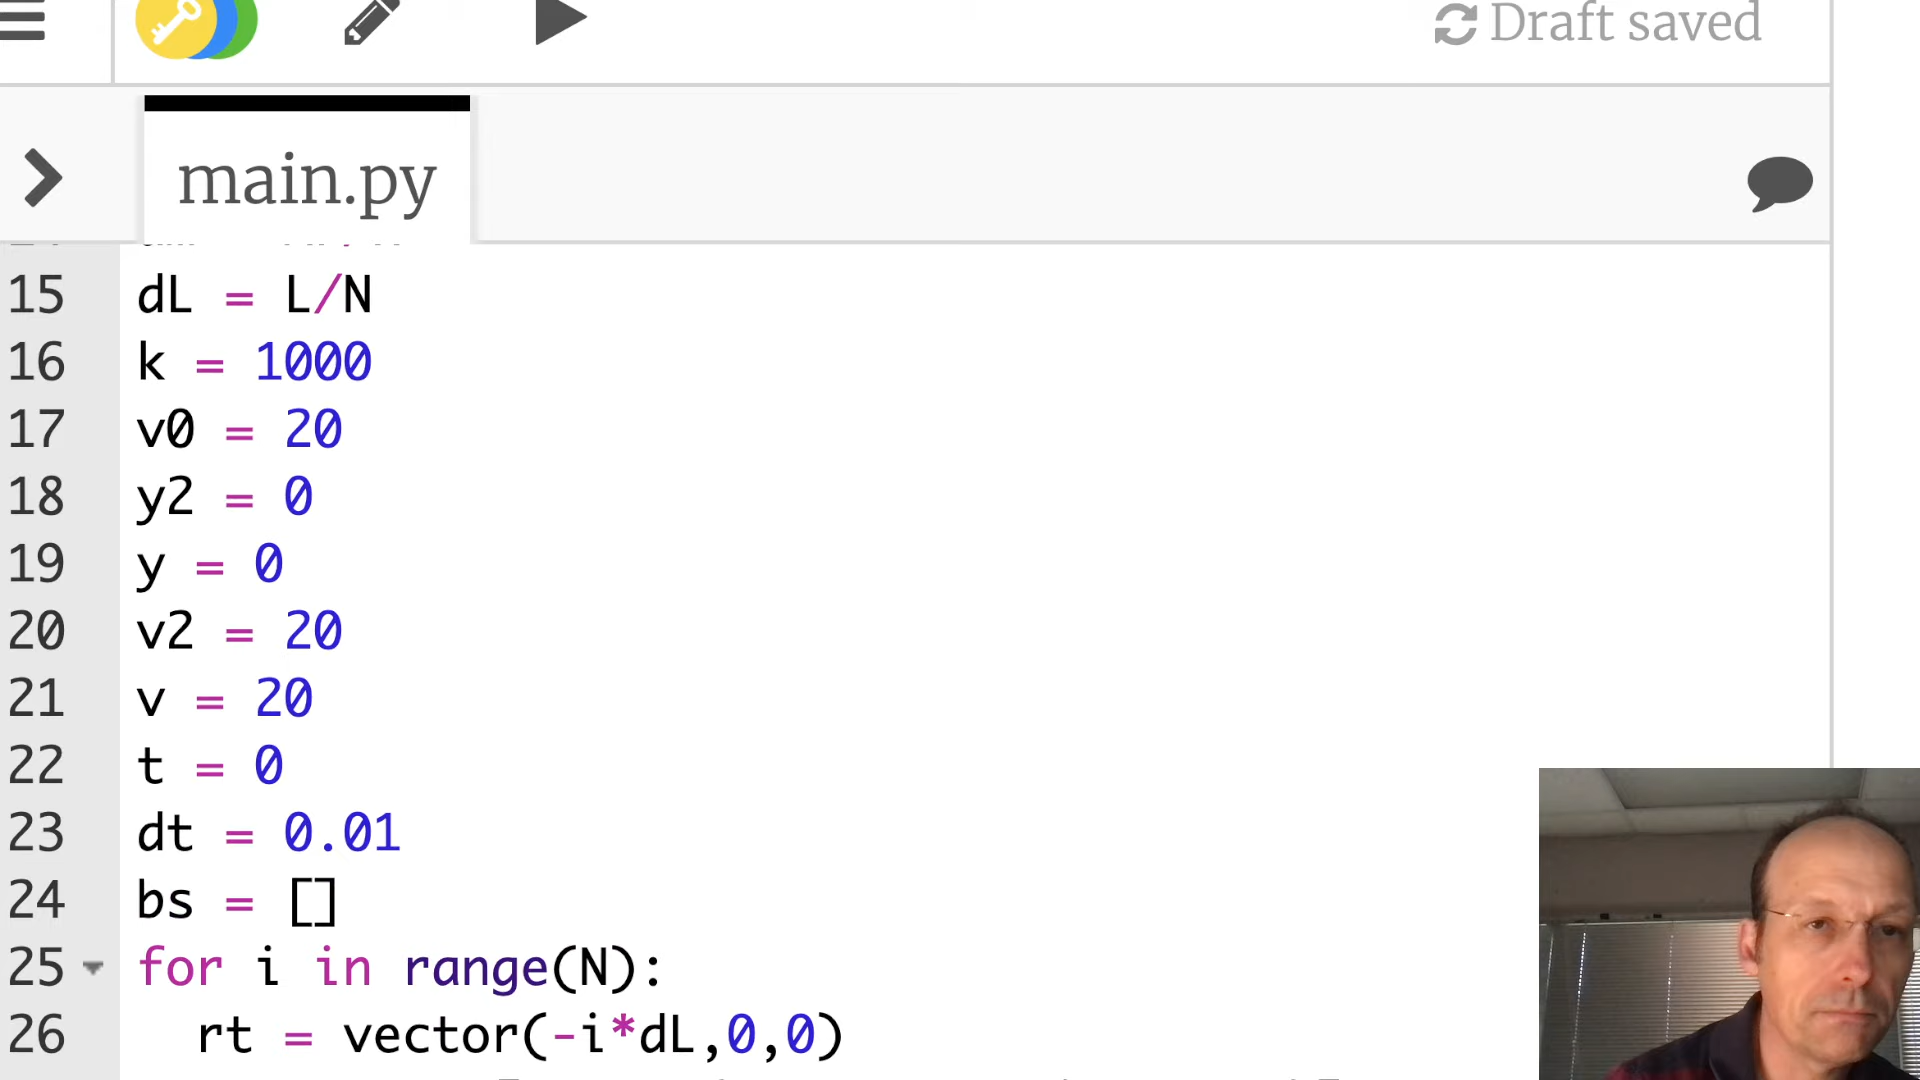 Draft saved
main.py
15 dL = L/N
16 k = 1000
17 v0 = 20
18 y2 = 0
19 y = 0
20 v2 = 20
21 v = 20
22 t = 0
23 dt = 0.01
24 bs = []
25 for i in range(N):
26 rt = vector(-i*dL,0,0)